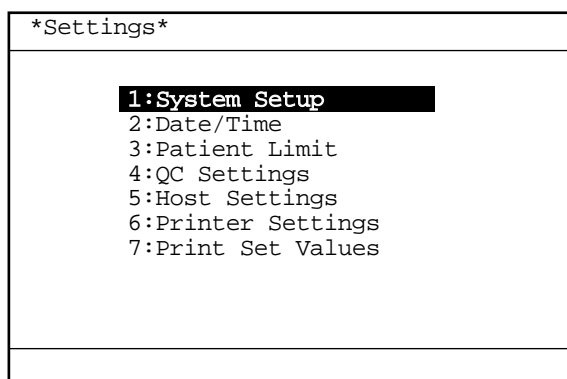 *Settings*
1:System Setup
2:Date/Time
3:Patient Limit
4:QC Settings
5:Host Settings
6:Printer Settings
7:Print Set Values